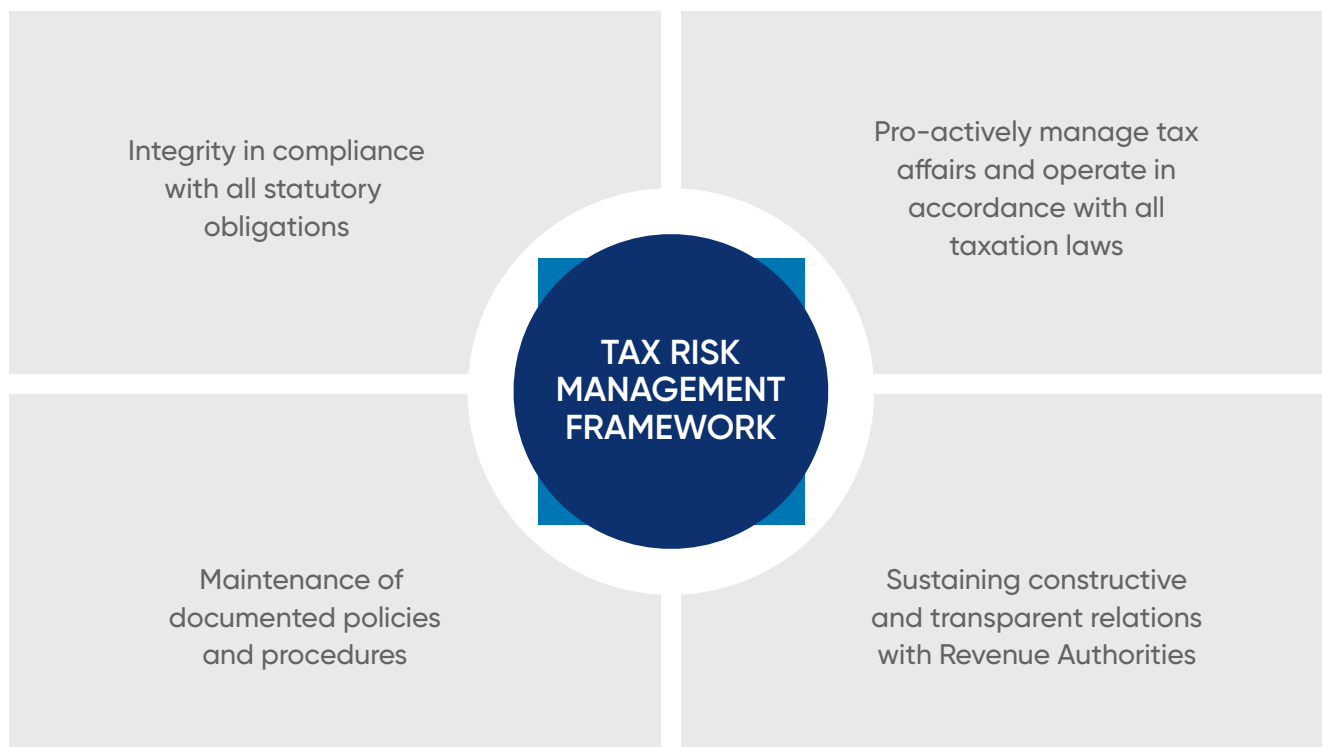 Integrity in compliance
with all statutory
obligations
Pro-actively manage tax
affairs and operate in
accordance with all
taxation laws
TAX RISK
MANAGEMENT
FRAMEWORK
Maintenance of
documented policies
and procedures
Sustaining constructive
and transparent relations
with Revenue Authorities